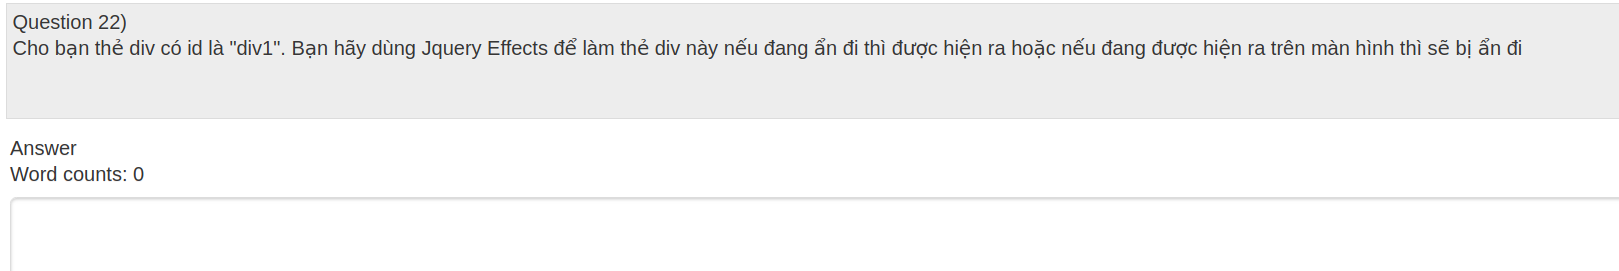 Question 22)
Cho bạn thẻ div có id là "div1". Bạn hãy dùng Jquery Effects để làm thẻ div này nếu đang ẩn đi thì được hiện ra hoặc nếu đang được hiện ra trên màn hình thì sẽ bị ẩn đi
Answer
Word counts: 0